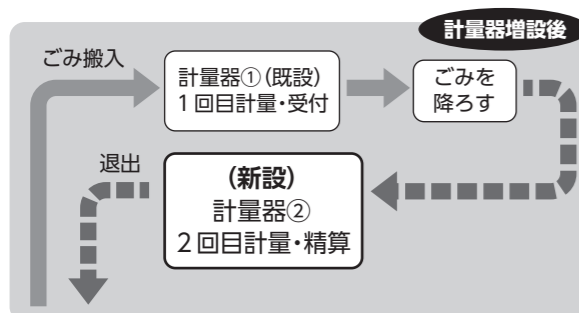 計量器増設後
ごみ搬入
計量器①(既設)
1回目計量・受付
ごみを
降ろす
退出
(新設)
計量器②
2回目計量・精算